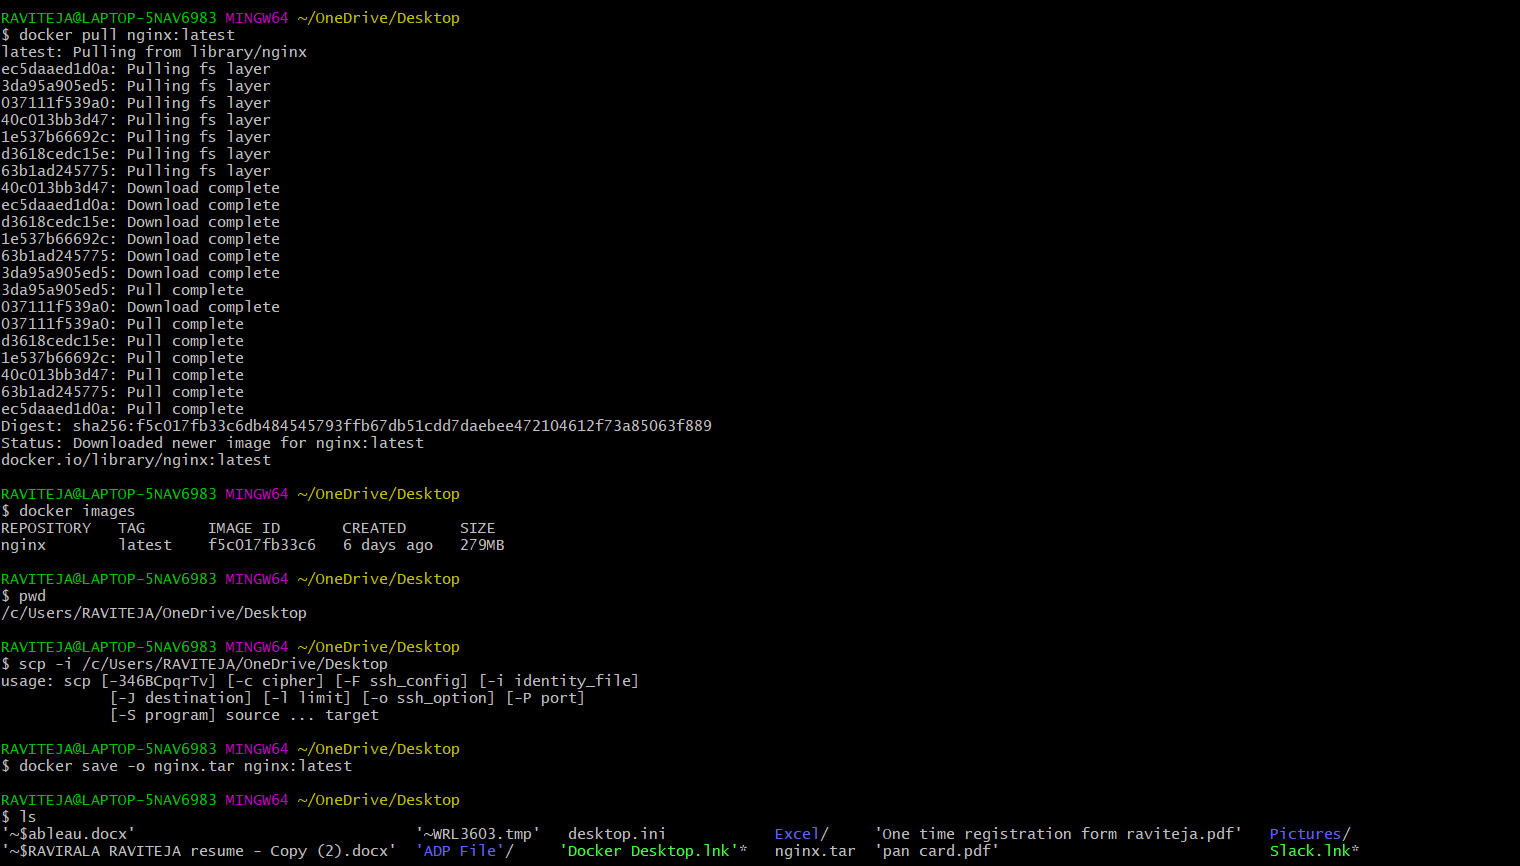 RAVITEJA@LAPTOP-5NAV6983 MINGW64 ~/OneDrive/Desktop
$ docker pull nginx:latest
latest: Pulling from library/nginx
ec5daaed1d0a: Pulling fs layer
3da95a905ed5: Pulling fs layer
037111f539a0: Pulling fs layer
40c013bb3d47: Pulling fs layer
1e537b66692c: Pulling fs layer
d3618cedc15e: Pulling fs layer
63b1ad245775: Pulling fs layer
40c013bb3d47: Download complete
ec5daaed1d0a: Download complete
d3618cedc15e: Download complete
1e537b66692c: Download complete
63b1ad245775: Download complete
3da95a905ed5: Download complete
3da95a905ed5: Pull complete
037111f539a0: Download complete
037111f539a0: Pull complete
d3618cedc15e: Pull complete
1e537b66692c: Pull complete
40c013bb3d47: Pull complete
63b1ad245775: Pull complete
ec5daaed1d0a: Pull complete
Digest: sha256:f5c017fb33c6db484545793ffb67db51cdd7daebee472104612f73a85063f889
Status: Downloaded newer image for nginx:latest
docker.io/library/nginx:latest
RAVITEJA@LAPTOP-5NAV6983 MINGW64 ~/OneDrive/Desktop
$ docker images
REPOSITORY   TAG       IMAGE ID       CREATED      SIZE
nginx        latest    f5c017fb33c6   6 days ago   279MB
RAVITEJA@LAPTOP-5NAV6983 MINGW64 ~/OneDrive/Desktop
$ pwd
/c/Users/RAVITEJA/OneDrive/Desktop
RAVITEJA@LAPTOP-5NAV6983 MINGW64 ~/OneDrive/Desktop
$ scp -i /c/Users/RAVITEJA/OneDrive/Desktop
usage: scp [-346BCpqrTv] [-c cipher] [-F ssh_config] [-i identity_file]
            [-J destination] [-l limit] [-o ssh_option] [-P port]
            [-S program] source ... target
RAVITEJA@LAPTOP-5NAV6983 MINGW64 ~/OneDrive/Desktop
$ docker save -o nginx.tar nginx:latest
RAVITEJA@LAPTOP-5NAV6983 MINGW64 ~/OneDrive/Desktop
$ ls
'~$ableau.docx'   '~WRL3603.tmp'   desktop.ini   Excel/   'One time registration form raviteja.pdf'   Pictures/
'~$RAVIRALA RAVITEJA resume - Copy (2).docx'   'ADP File'/   'Docker Desktop.lnk'*   nginx.tar   'pan card.pdf'   Slack.lnk*